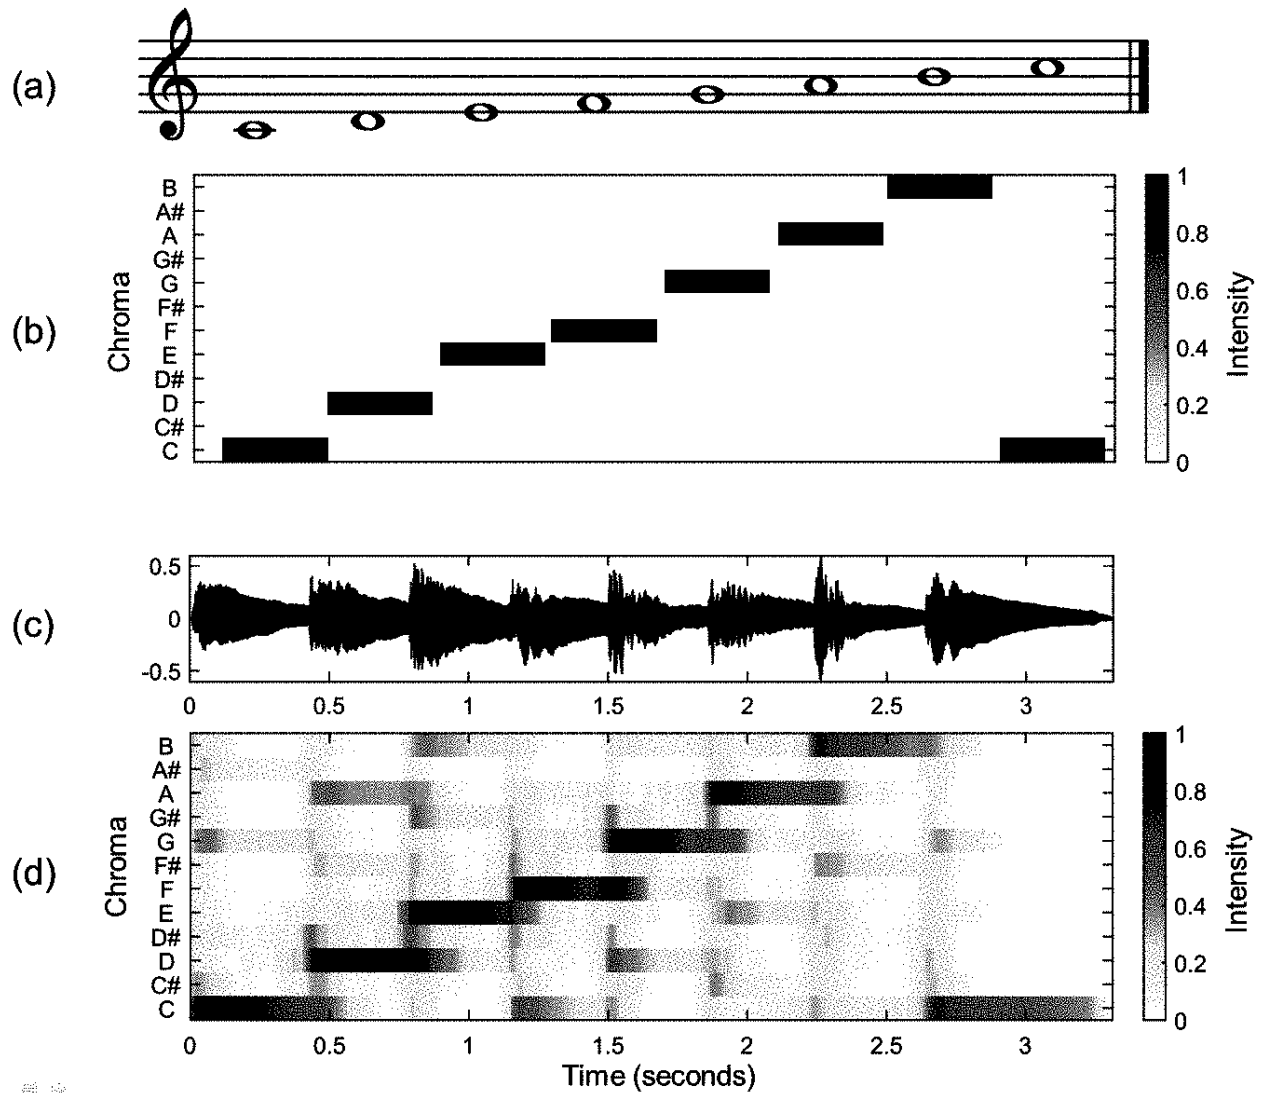 (a)
(b)
Chroma
B
A#
A
G#
G
F#
F
E
D#
D
C#
C
1
0.8
0.6
0.4
0.2
0
Intensity
(c)
0.5
0
-0.5
0 0.5 1 1.5 2 2.5 3
(d)
Chroma
B
A#
A
G#
G
F#
F
E
D#
D
C#
C
1
0.8
0.6
0.4
0.2
0
Intensity
0 0.5 1 1.5 2 2.5 3
Time (seconds)